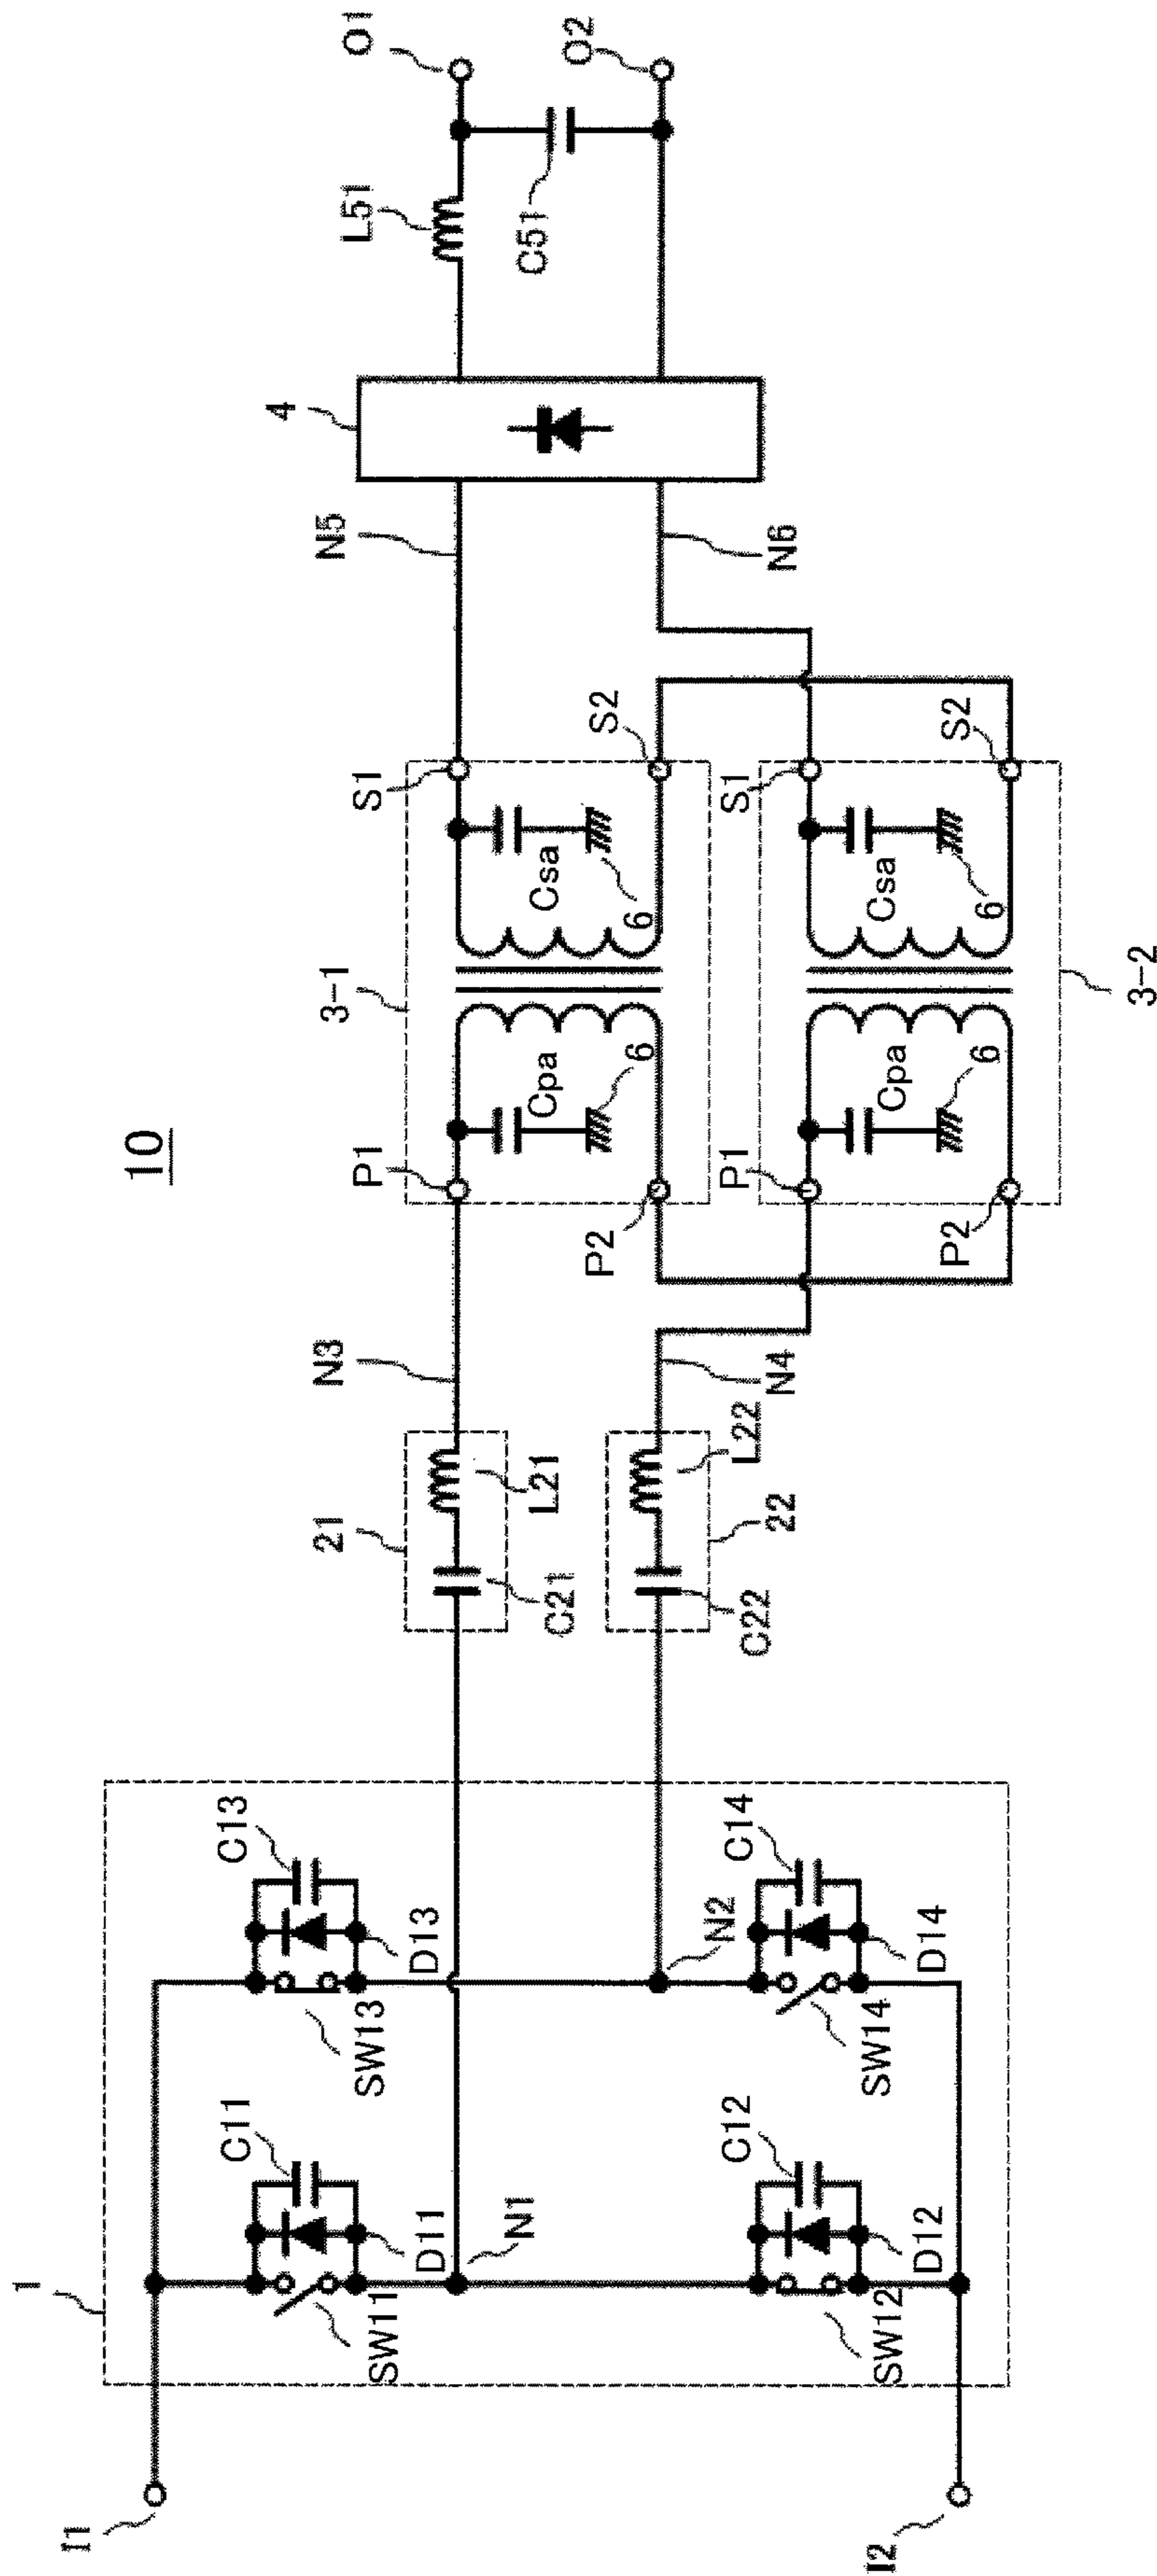 10
I1
I2
1
SW11
D11
C11
SW13
D13
C13
N1
N2
SW12
D12
C12
SW14
D14
C14
21
C21
L21
22
C22
L22
N3
N4
3-1
P1
P2
Cpa
6
Csa
6
S1
S2
3-2
P1
P2
Cpa
6
Csa
6
S1
S2
N5
N6
4
L51
C51
O1
O2